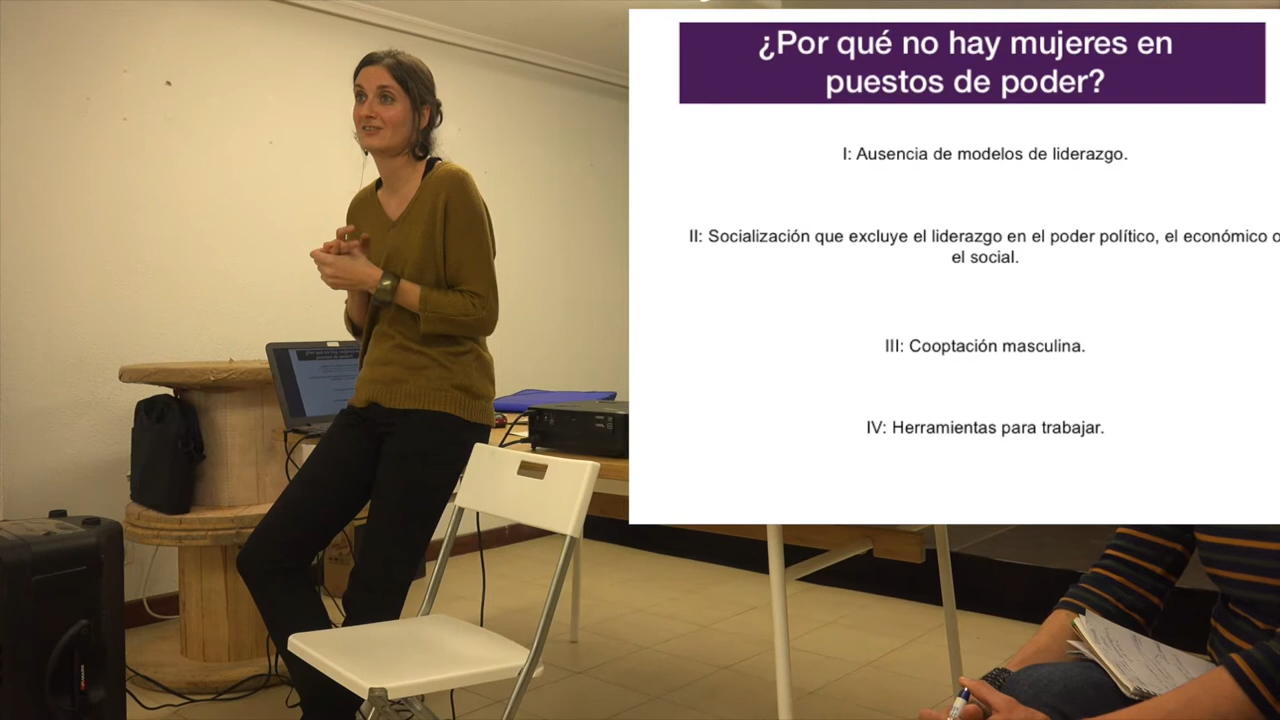 ¿Por qué no hay mujeres en
puestos de poder?
I: Ausencia de modelos de liderazgo.
II: Socialización que excluye el liderazgo en el poder político, el económico o
el social.
III: Cooptación masculina.
IV: Herramientas para trabajar.